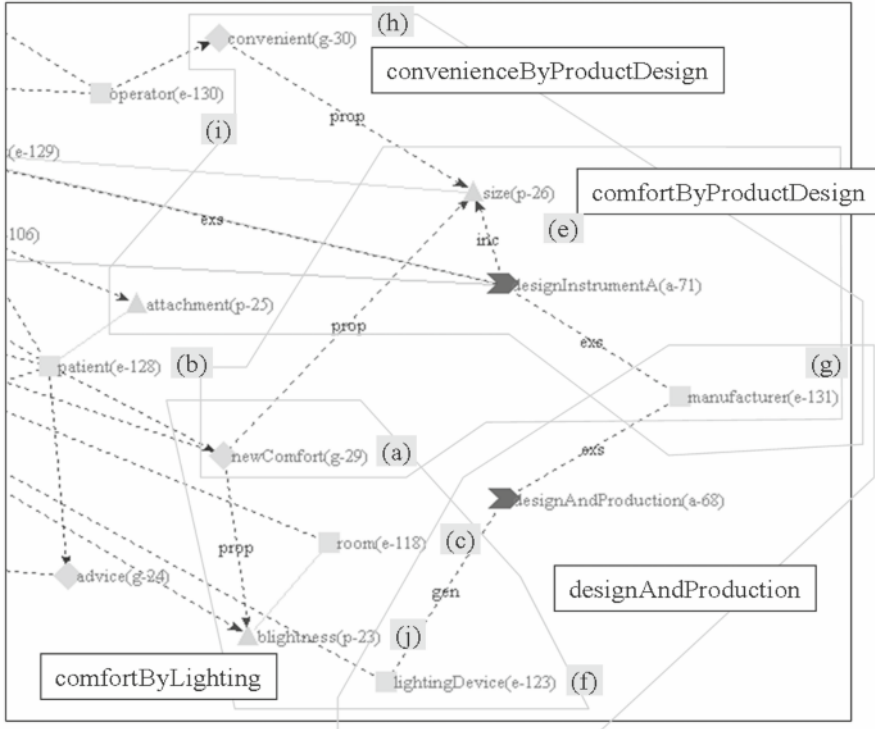 (h)
convenient(g-30)
convenienceByProductDesign
operator(e-130)
prop
(i)
(e-129)
size(p-26)
comfortByProductDesign
exs
(e)
106)
inc
designInstrumentA(a-71)
attachment(p-25)
prop
exs
patient(e-128)
(b)
(g)
manufacturer(e-131)
newComfort(g-29)
(a)
exs
designAndProduction(a-68)
room(e-118)
(c)
prop
advice(g-24)
gen
designAndProduction
blightness(p-23)
(j)
comfortByLighting
lightingDevice(e-123)
(f)